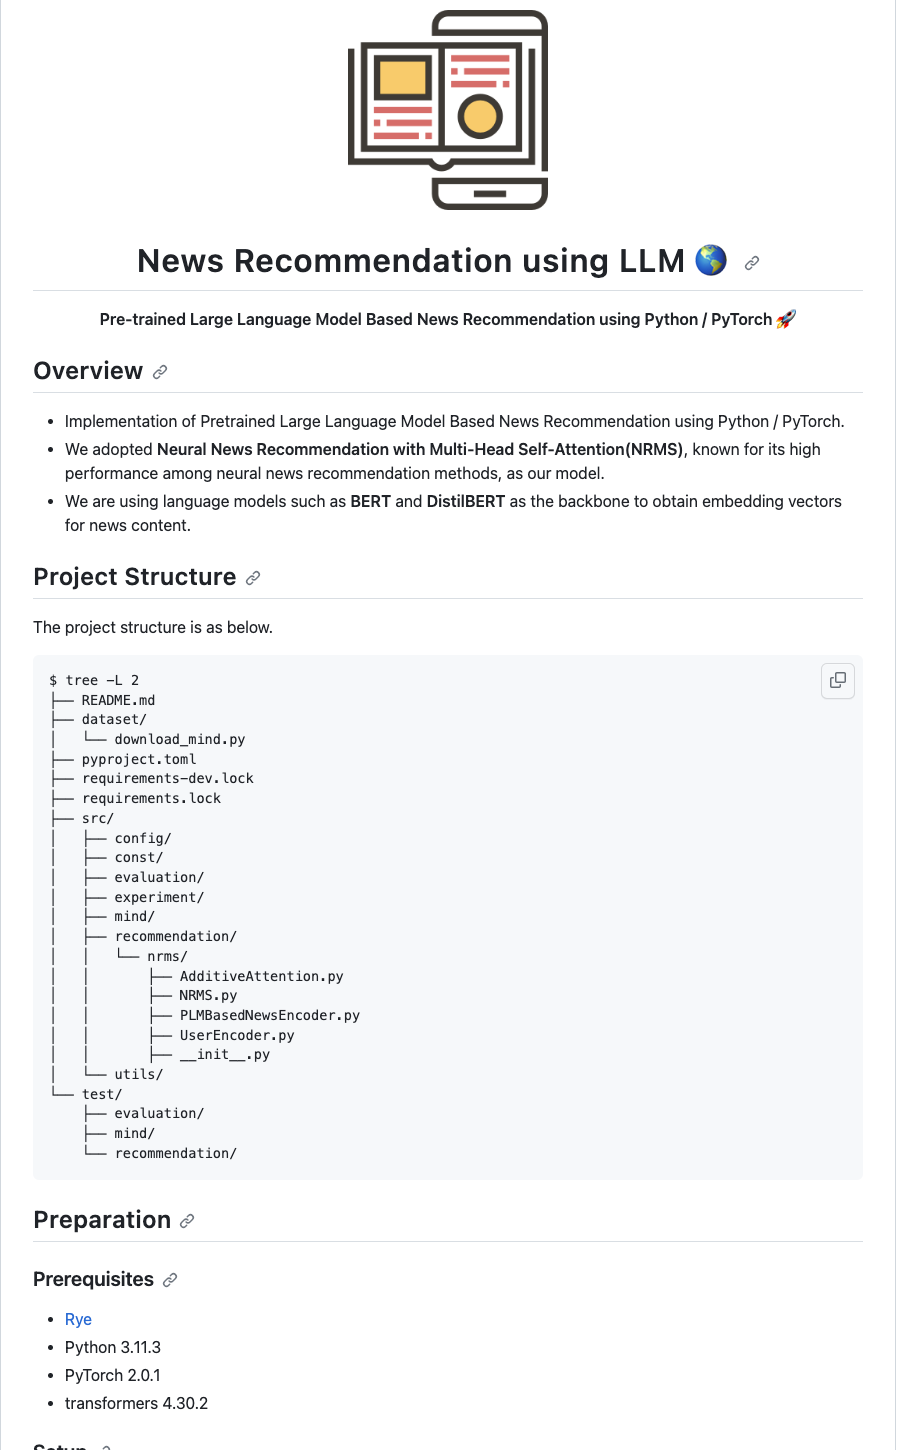 News Recommendation using LLM 🌎
Pre-trained Large Language Model Based News Recommendation using Python / PyTorch 🚀
Overview
• Implementation of Pretrained Large Language Model Based News Recommendation using Python / PyTorch.
• We adopted Neural News Recommendation with Multi-Head Self-Attention(NRMS), known for its high
performance among neural news recommendation methods, as our model.
• We are using language models such as BERT and DistilBERT as the backbone to obtain embedding vectors
for news content.
Project Structure
The project structure is as below.
$ tree -L 2
├── README.md
├── dataset/
│   └── download_mind.py
├── pyproject.toml
├── requirements-dev.lock
├── requirements.lock
├── src/
│   ├── config/
│   ├── const/
│   ├── evaluation/
│   ├── experiment/
│   ├── mind/
│   ├── recommendation/
│   │   └── nrms/
│   │       ├── AdditiveAttention.py
│   │       ├── NRMS.py
│   │       ├── PLMBasedNewsEncoder.py
│   │       ├── UserEncoder.py
│   │       ├── __init__.py
│   └── utils/
└── test/
    ├── evaluation/
    ├── mind/
    └── recommendation/
Preparation
Prerequisites
• Rye
• Python 3.11.3
• PyTorch 2.0.1
• transformers 4.30.2
Setup